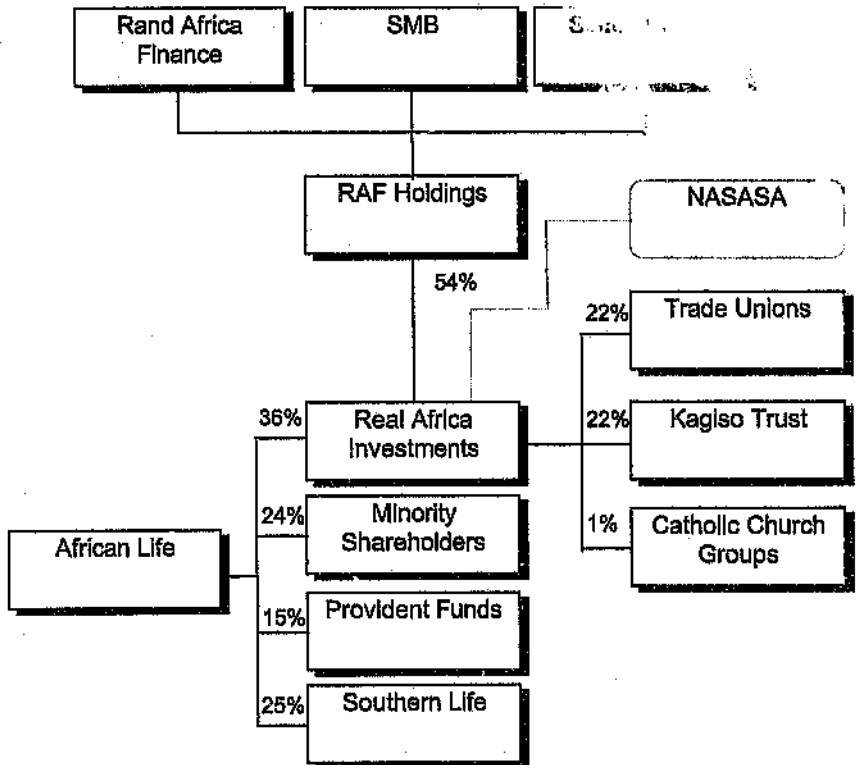 Rand Africa
Finance
SMB
RAF Holdings
NASASA
54%
22%
Trade Unions
36%
Real Africa
Investments
22%
Kagiso Trust
24%
Minority
Shareholders
1%
Catholic Church
Groups
African Life
15%
Provident Funds
25%
Southern Life